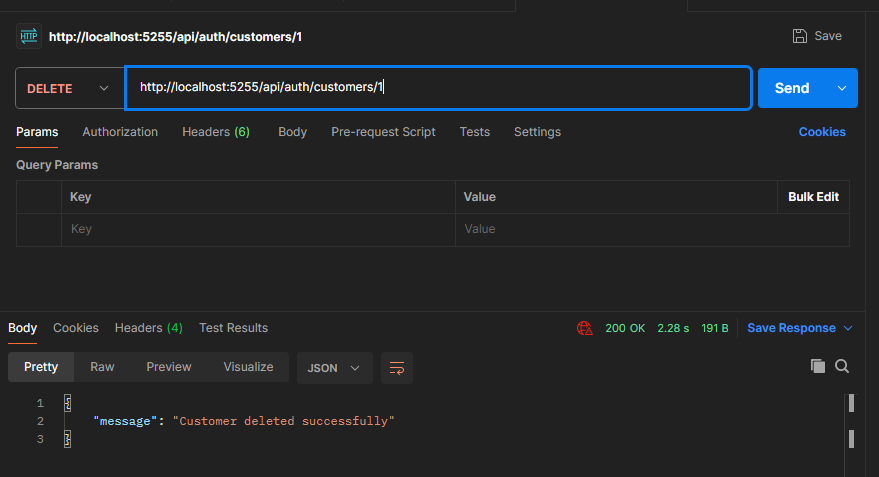 HTTP http://localhost:5255/api/auth/customers/1 Save
DELETE http://localhost:5255/api/auth/customers/1 Send
Params Authorization Headers (6) Body Pre-request Script Tests Settings Cookies
Query Params
Key Value Bulk Edit
Key Value
Body Cookies Headers (4) Test Results 200 OK 2.28 s 191 B Save Response
Pretty Raw Preview Visualize JSON
1 {
2 "message": "Customer deleted successfully"
3 }